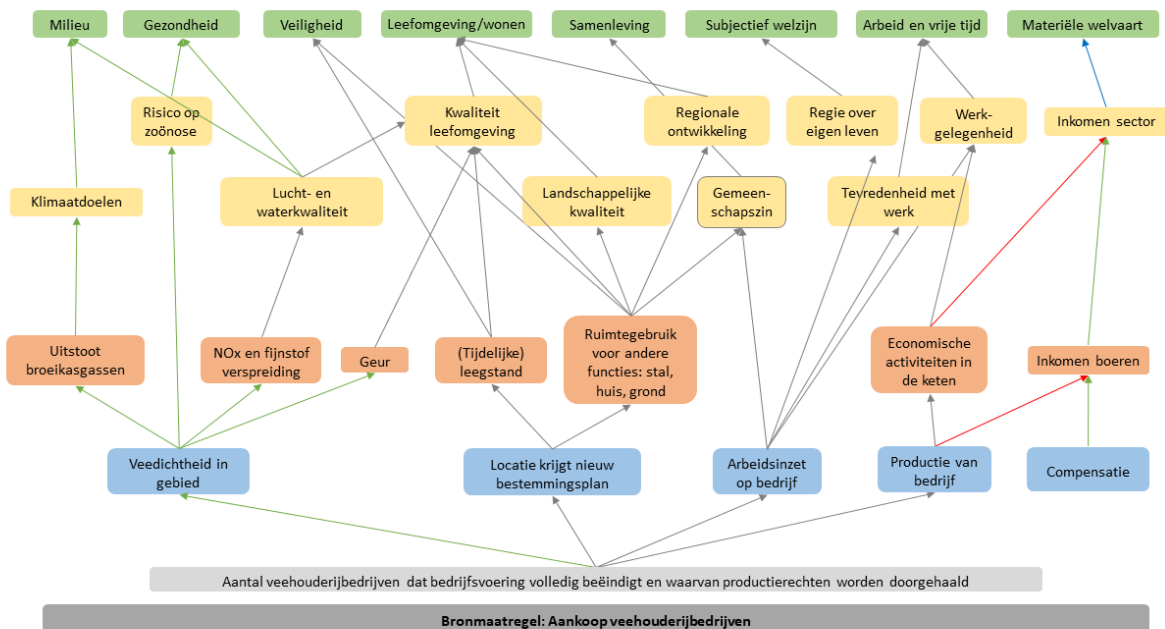 Milieu
Gezondheid
Veiligheid
Leefomgeving/wonen
Samenleving
Subjectief welzijn
Arbeid en vrije tijd
Materiële welvaart
Risico op
zoönose
Kwaliteit
leefomgeving
Regionale
ontwikkeling
Regie over
eigen leven
Werk-
gelegenheid
Inkomen sector
Klimaatdoelen
Lucht- en
waterkwaliteit
Landschappelijke
kwaliteit
Gemeen-
schapszin
Tevredenheid met
werk
Uitstoot
broeikasgassen
NOx en fijnstof
verspreiding
Geur
(Tijdelijke)
leegstand
Ruimtegebruik
voor andere
functies: stal,
huis, grond
Economische
activiteiten in
de keten
Inkomen boeren
Veedichtheid in
gebied
Locatie krijgt nieuw
bestemmingsplan
Arbeidsinzet
op bedrijf
Productie van
bedrijf
Compensatie
Aantal veehouderijbedrijven dat bedrijfsvoering volledig beëindigt en waarvan productierechten worden doorgehaald
Bronmaatregel: Aankoop veehouderijbedrijven